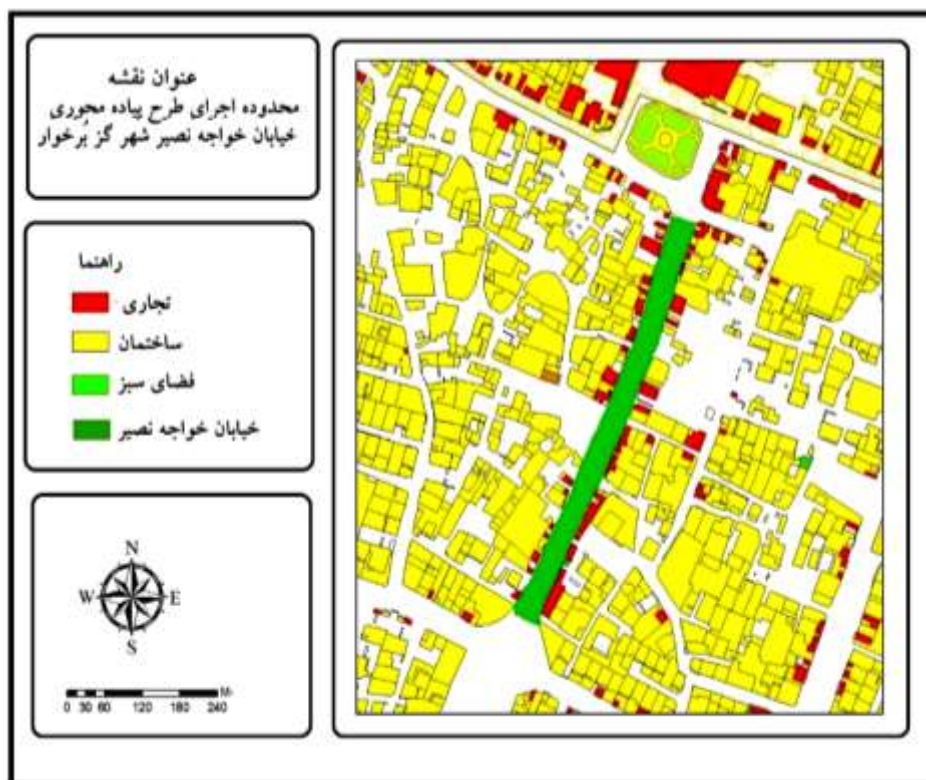 عنوان نقشه
محدوده اجرای طرح پیاده محوری
خیابان خواجه نصیر شهر گز بُرخوار
راهنما
تجاری
ساختمان
فضای سبز
خیابان خواجه نصیر
N
W E
S
M
0 30 60 120 180 240